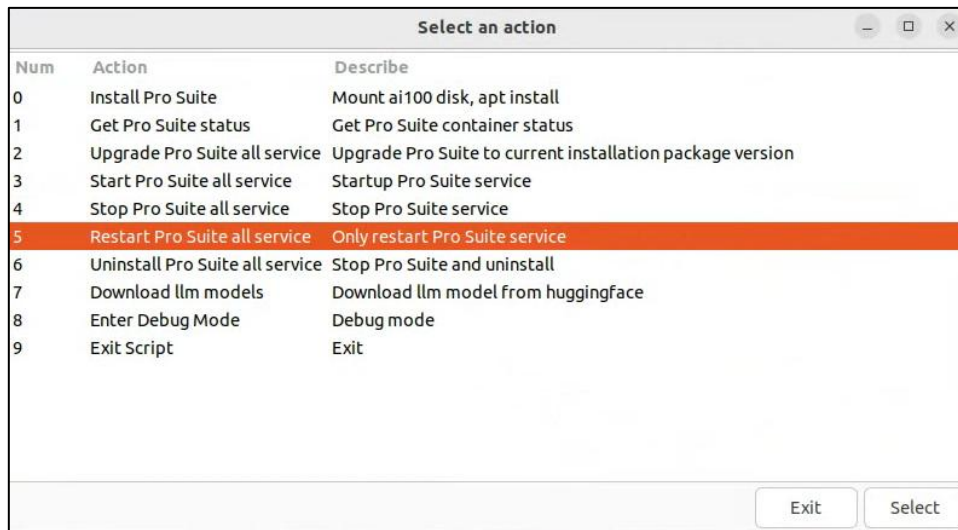 Select an action
Num Action Describe
0 Install Pro Suite Mount ai100 disk, apt install
1 Get Pro Suite status Get Pro Suite container status
2 Upgrade Pro Suite all service Upgrade Pro Suite to current installation package version
3 Start Pro Suite all service Startup Pro Suite service
4 Stop Pro Suite all service Stop Pro Suite service
5 Restart Pro Suite all service Only restart Pro Suite service
6 Uninstall Pro Suite all service Stop Pro Suite and uninstall
7 Download llm models Download llm model from huggingface
8 Enter Debug Mode Debug mode
9 Exit Script Exit
Exit Select